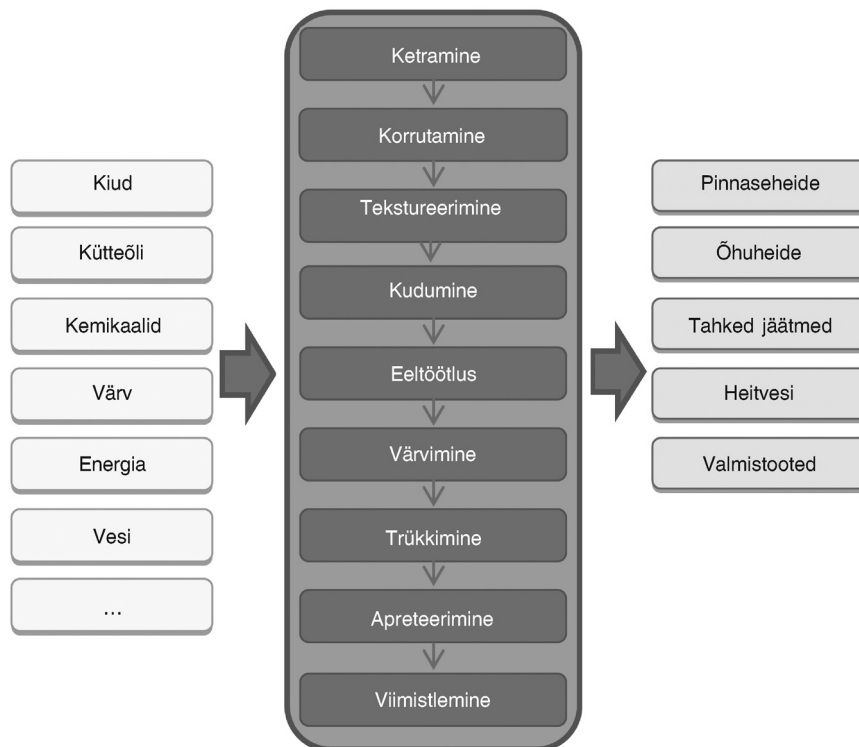 Kiud
Kütteõli
Kemikaalid
Värv
Energia
Vesi
...
Ketramine
Korrutamine
Tekstureerimine
Kudumine
Eeltöötlus
Värvimine
Trükkimine
Apreteerimine
Viimistlemine
Pinnaseheide
Õhuheide
Tahked jäätmed
Heitvesi
Valmistooted